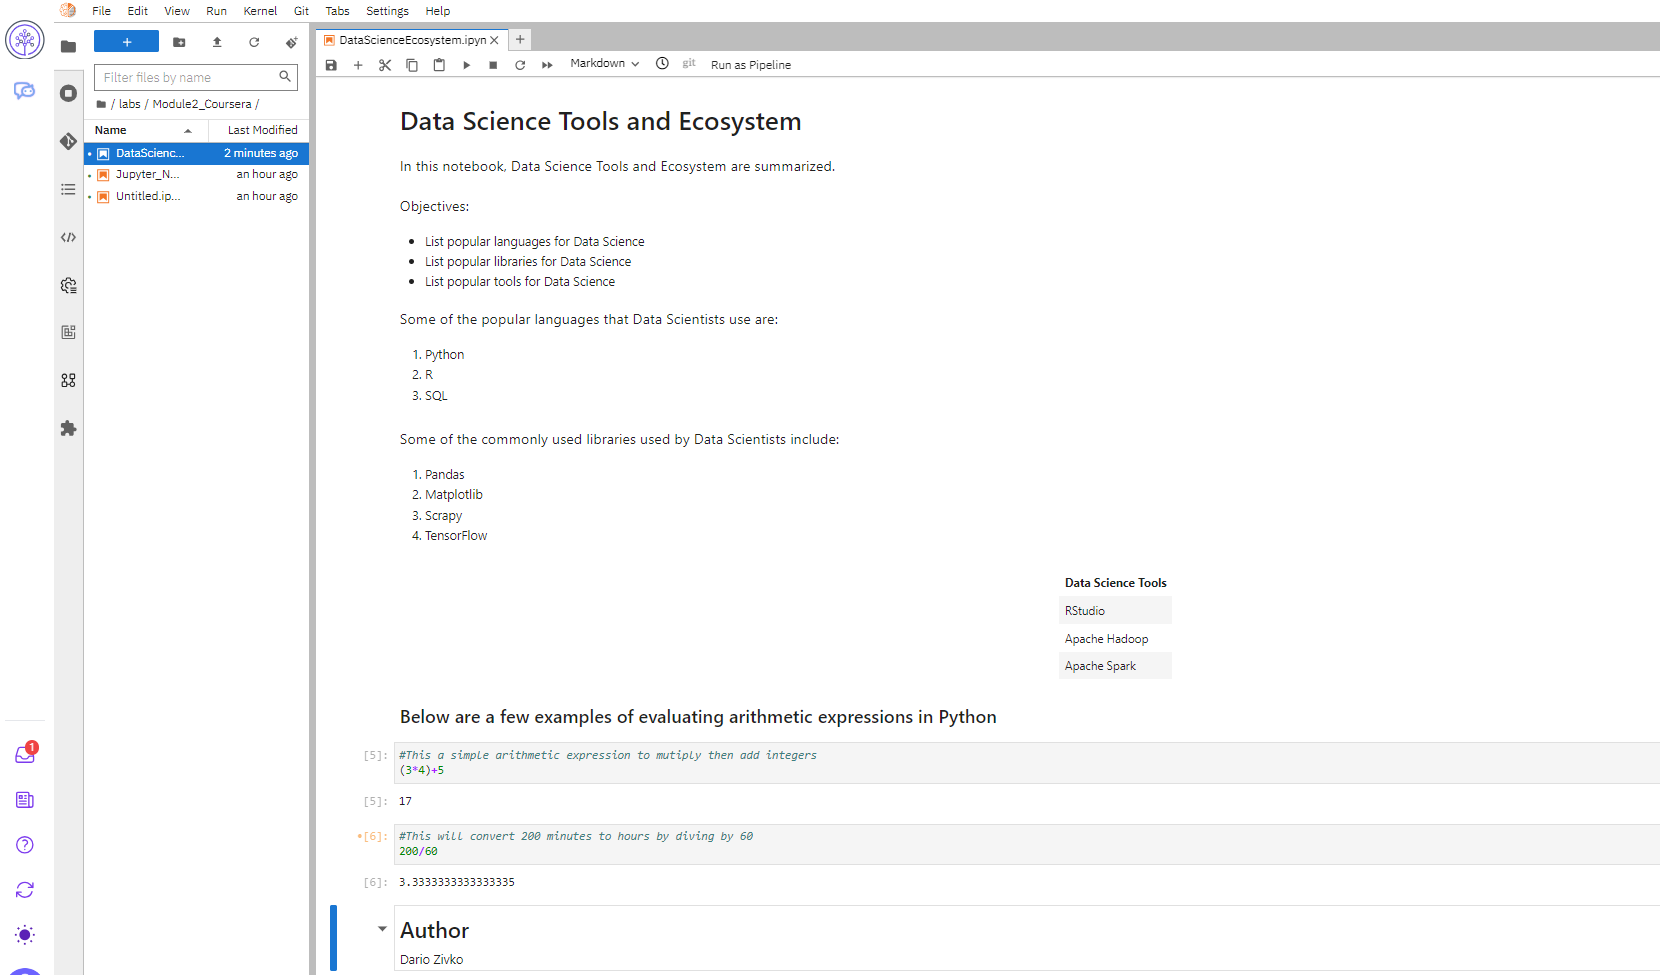 File Edit View Run Kernel Git Tabs Settings Help
DataScienceEcosystem.ipyn
Filter files by name
Markdown
git
Run as Pipeline
/ labs / Module2_Coursera /
Name Last Modified
DataScienc... 2 minutes ago
Jupyter_N... an hour ago
Untitled.ip... an hour ago
Data Science Tools and Ecosystem
In this notebook, Data Science Tools and Ecosystem are summarized.
Objectives:
List popular languages for Data Science
List popular libraries for Data Science
List popular tools for Data Science
Some of the popular languages that Data Scientists use are:
1. Python
2. R
3. SQL
Some of the commonly used libraries used by Data Scientists include:
1. Pandas
2. Matplotlib
3. Scrapy
4. TensorFlow
Data Science Tools
RStudio
Apache Hadoop
Apache Spark
Below are a few examples of evaluating arithmetic expressions in Python
[5]: #This a simple arithmetic expression to mutiply then add integers
(3*4)+5
[5]: 17
[6]: #This will convert 200 minutes to hours by diving by 60
200/60
[6]: 3.3333333333333335
Author
Dario Zivko
1